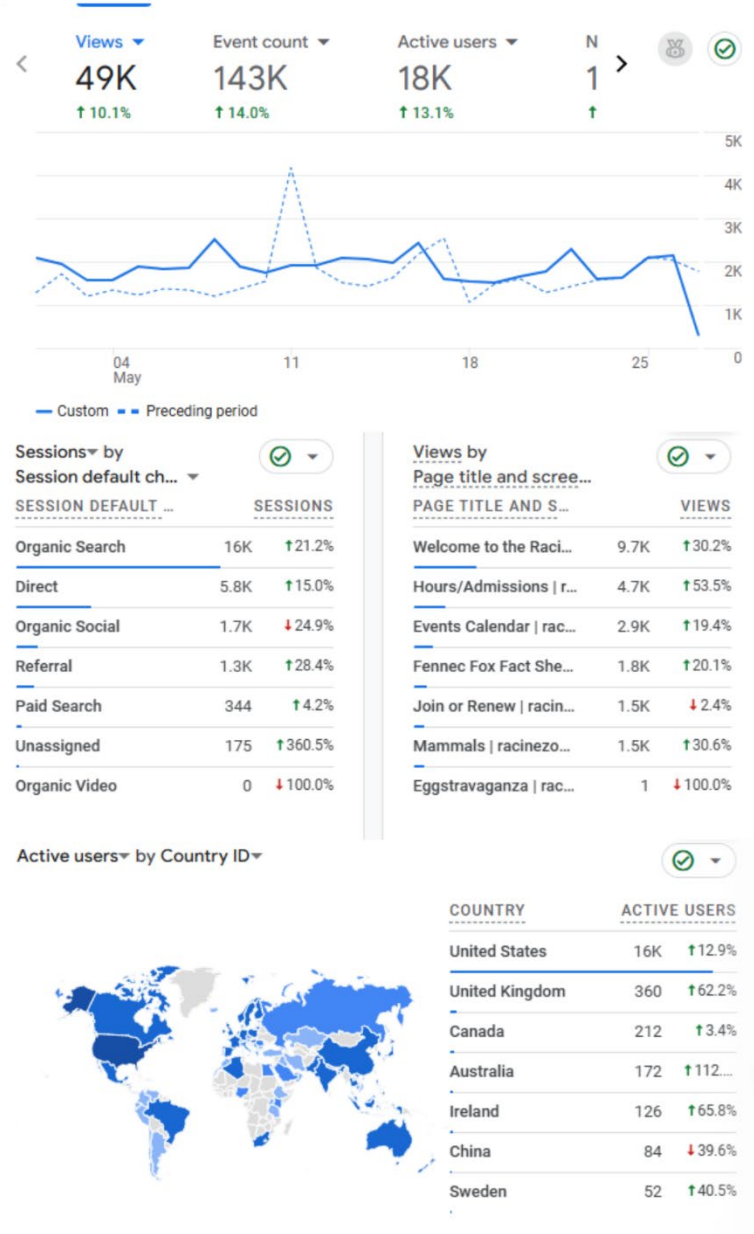 Views Event count Active users N
49K 143K 18K 1
↑ 10.1% ↑ 14.0% ↑ 13.1% ↑
5K
4K
3K
2K
1K
0
04 11 18 25
May
Custom Preceding period
Sessions by
Session default ch...
SESSION DEFAULT ... SESSIONS
Organic Search 16K ↑21.2%
Direct 5.8K ↑15.0%
Organic Social 1.7K ↓24.9%
Referral 1.3K ↑28.4%
Paid Search 344 ↑4.2%
Unassigned 175 ↑360.5%
Organic Video 0 ↓100.0%
Views by
Page title and scree...
PAGE TITLE AND S... VIEWS
Welcome to the Raci... 9.7K ↑30.2%
Hours/Admissions | r... 4.7K ↑53.5%
Events Calendar | rac... 2.9K ↑19.4%
Fennec Fox Fact She... 1.8K ↑20.1%
Join or Renew | racin... 1.5K ↓2.4%
Mammals | racinezo... 1.5K ↑30.6%
Eggstravaganza | rac... 1 ↓100.0%
Active users by Country ID
COUNTRY ACTIVE USERS
United States 16K ↑12.9%
United Kingdom 360 ↑62.2%
Canada 212 ↑3.4%
Australia 172 ↑112....
Ireland 126 ↑65.8%
China 84 ↓39.6%
Sweden 52 ↑40.5%